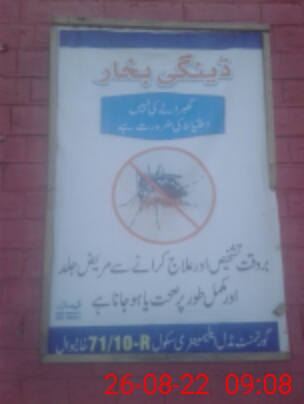 ڈینگی بخار
گھبرانے کی نہیں
احتیاط کی ضرورت ہے
بروقت تشخیص اور علاج کرانے سے مریض جلد
اور مکمل طور پر صحت یاب ہو جاتا ہے
گورنمنٹ ماڈل ایلیمنٹری سکول 71/10-R خانیوال
26-08-22 09:08